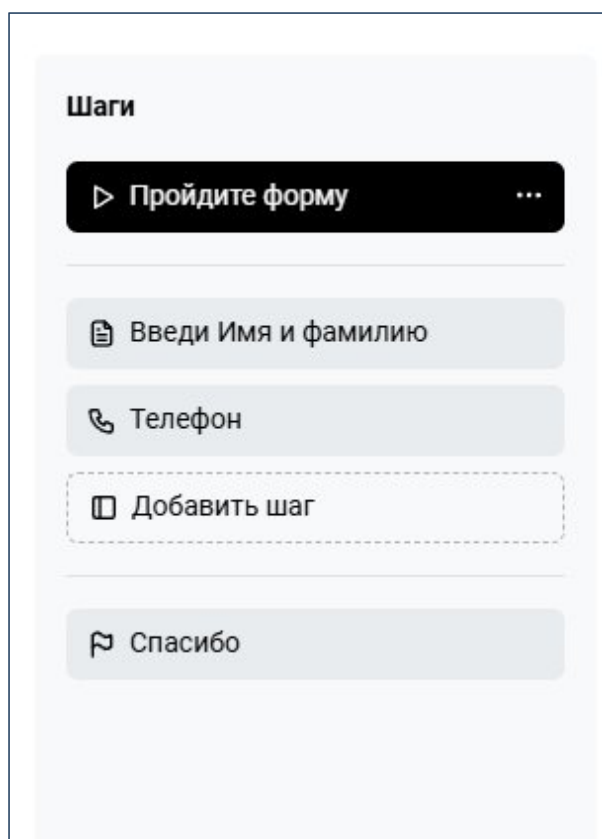 Шаги
Пройдите форму
Введи Имя и фамилию
Телефон
Добавить шаг
Спасибо